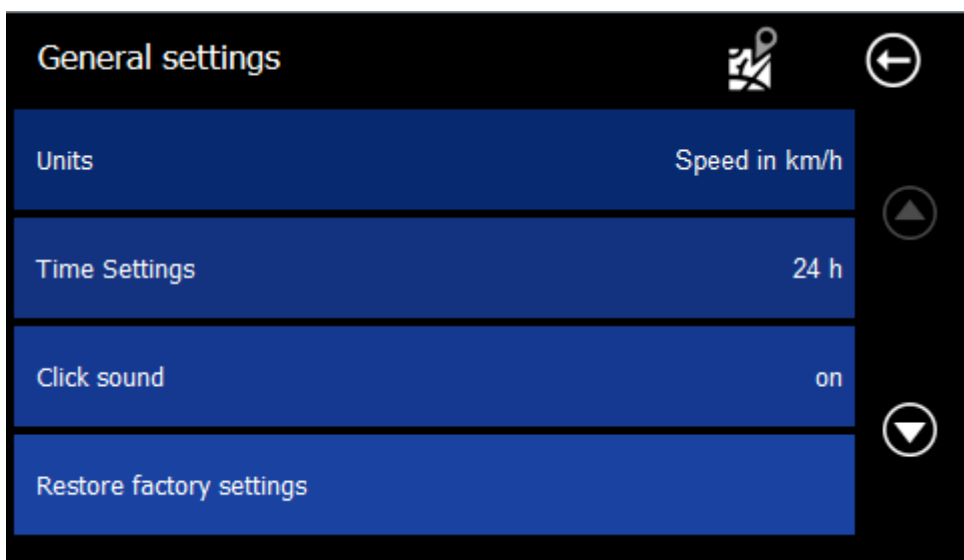 General settings
Units Speed in km/h
Time Settings 24 h
Click sound on
Restore factory settings